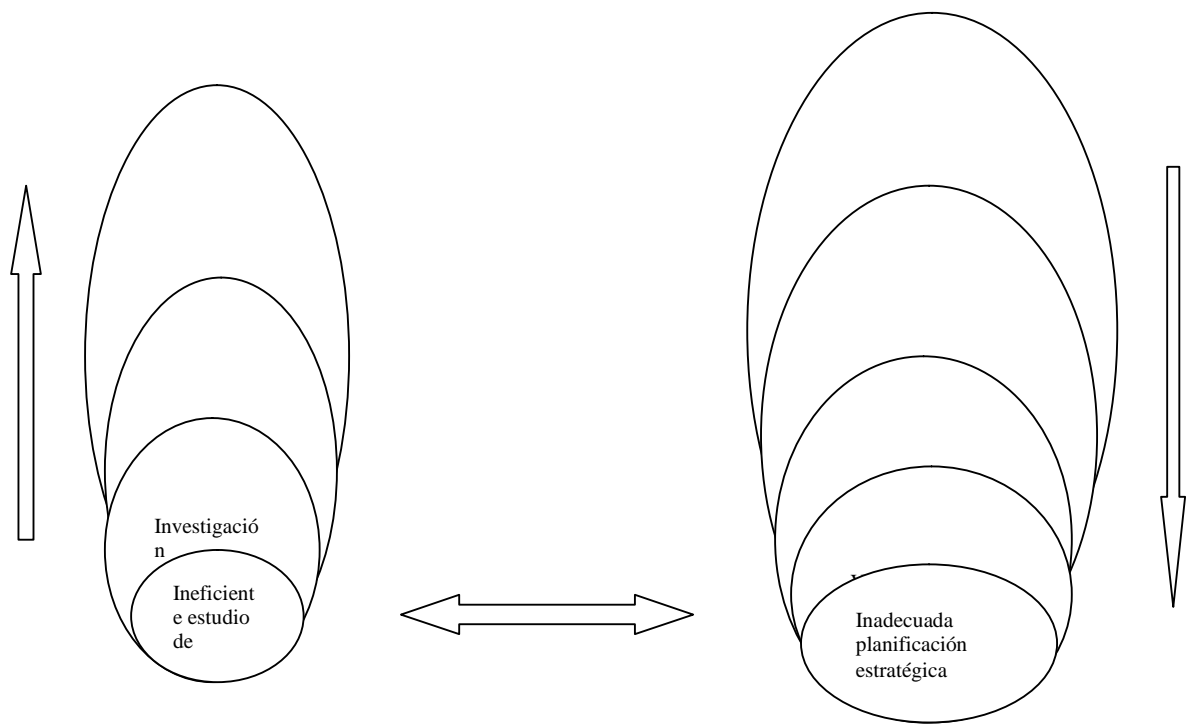 Investigació
n
Ineficient
e estudio
de
Inadecuada
planificación
estratégica